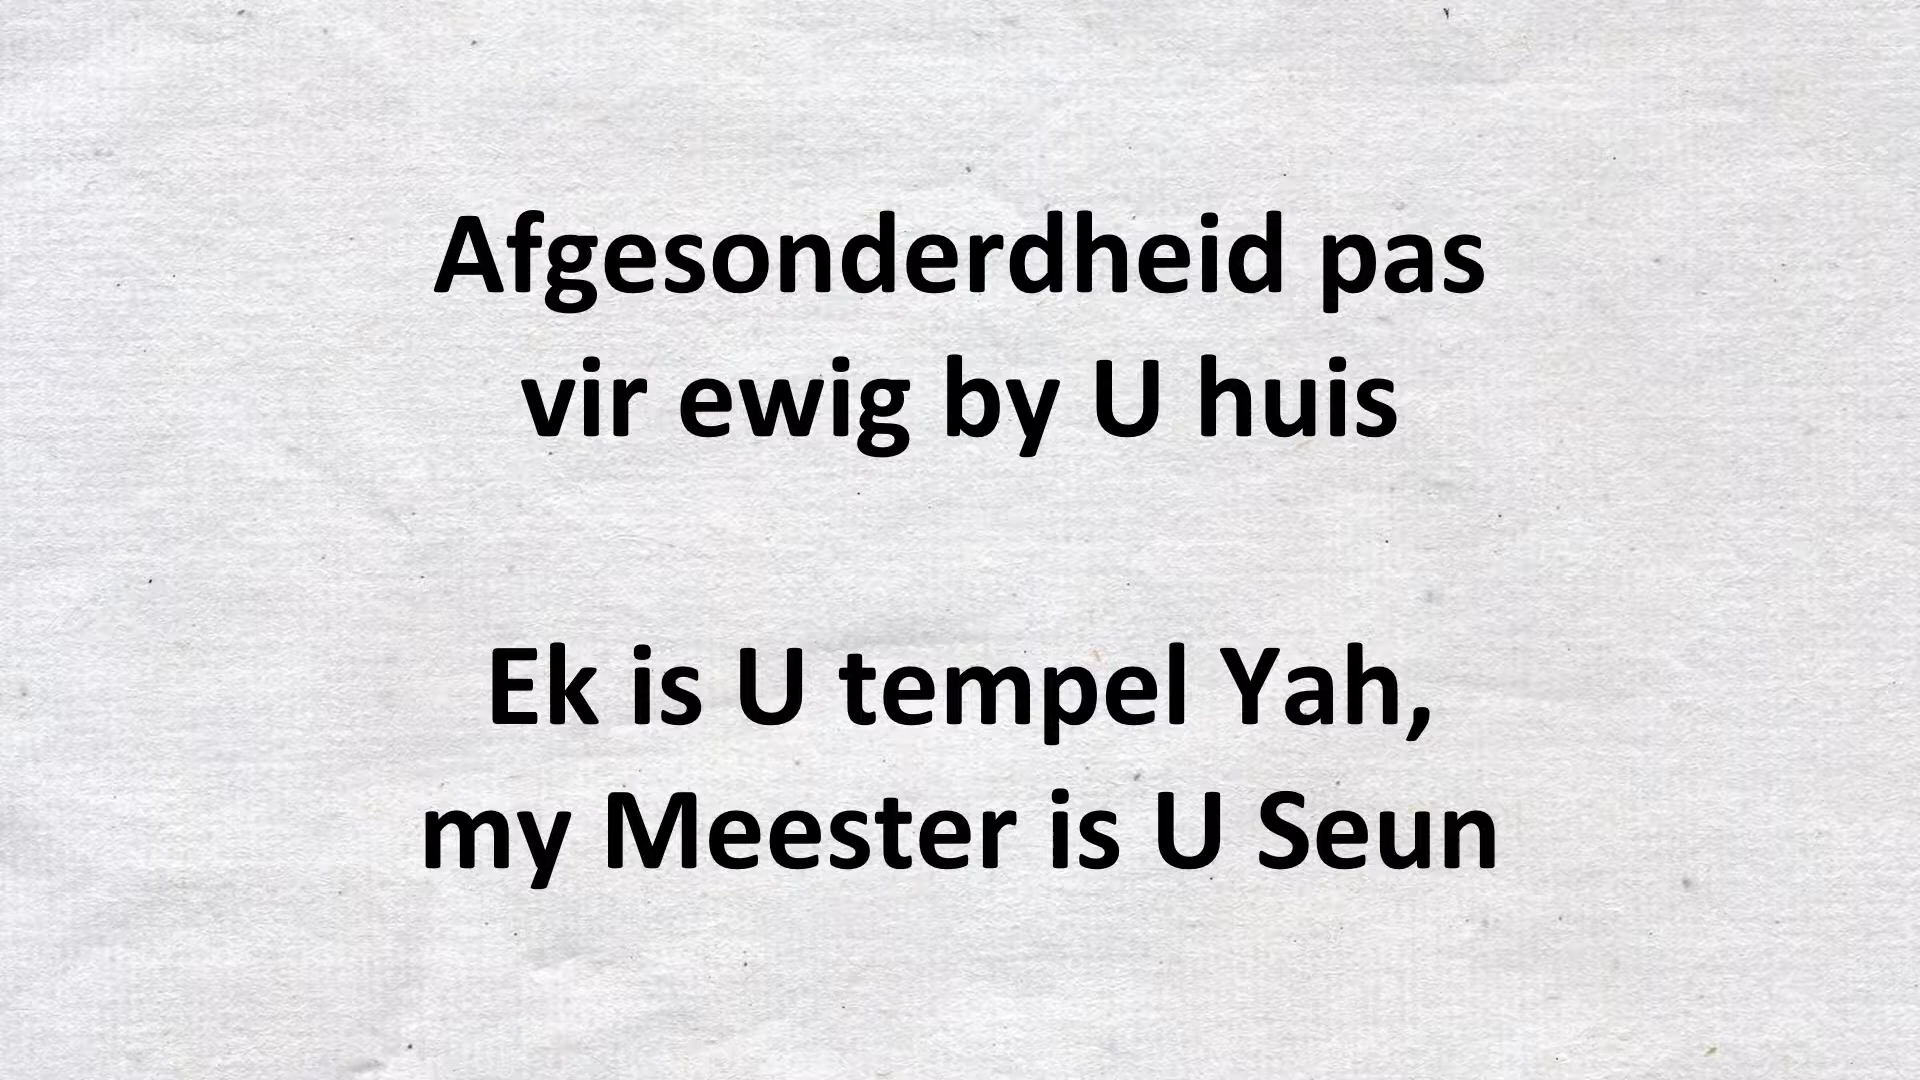 Afgesonderdheid pas
vir ewig by U huis
Ek is U tempel Yah,
my Meester is U Seun